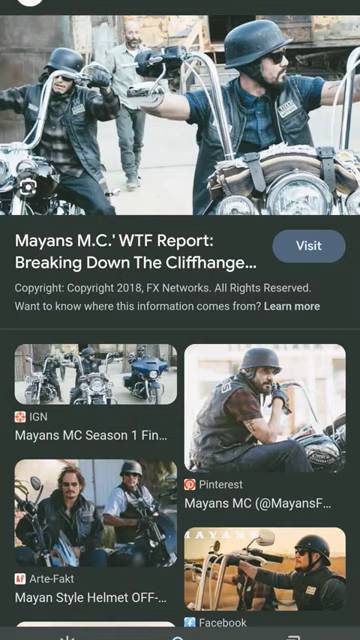 Mayans M.C.' WTF Report:
Breaking Down The Cliffhange...
Visit
Copyright: Copyright 2018, FX Networks. All Rights Reserved.
Want to know where this information comes from? Learn more
IGN
Mayans MC Season 1 Fin...
Pinterest
Mayans MC (@MayansF...
Arte-Fakt
Mayan Style Helmet OFF-...
MAYANS
Facebook